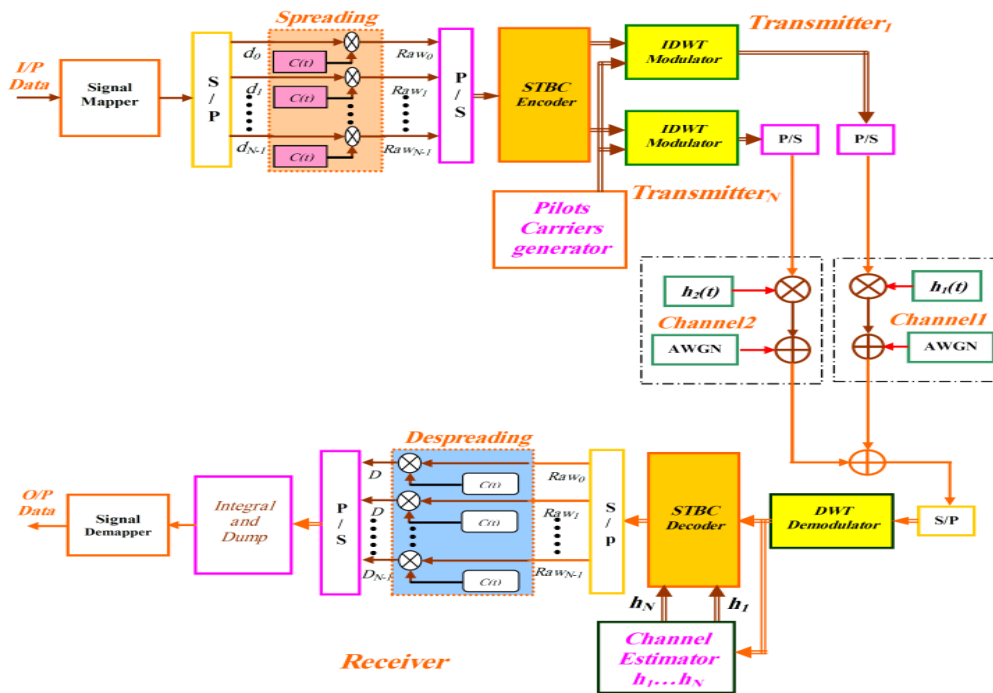 Spreading
Transmitter1
I/P
Data
Signal
Mapper
S
/
P
d0
d1
dN-1
C(t)
C(t)
C(t)
Raw0
Raw1
RawN-1
P
/
S
STBC
Encoder
IDWT
Modulator
IDWT
Modulator
P/S
P/S
TransmitterN
Pilots
Carriers
generator
h2(t)
Channel2
AWGN
h1(t)
Channel1
AWGN
Despreading
O/P
Data
Signal
Demapper
Integral
and
Dump
P
/
S
D
D
DN-1
C(t)
C(t)
C(t)
Raw0
Raw1
RawN-1
S
/
p
STBC
Decoder
DWT
Demodulator
S/P
hN
h1
Channel
Estimator
h1...hN
Receiver